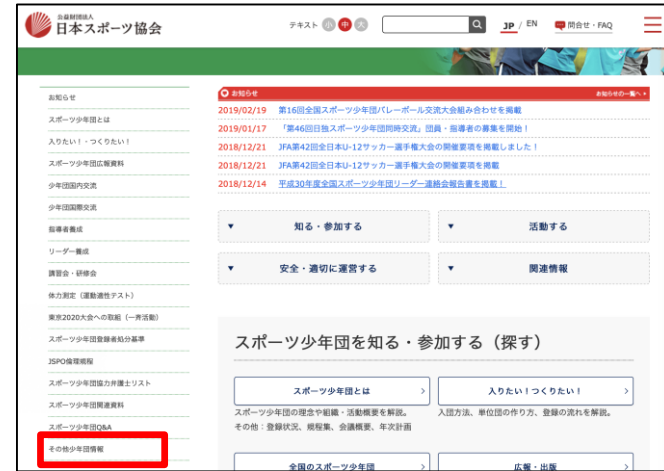 公益財団法人
日本スポーツ協会
テキスト 小 中 大
JP / EN
問合せ・FAQ
お知らせ
スポーツ少年団とは
入りたい!・つくりたい!
スポーツ少年団広報資料
少年団国内交流
少年団国際交流
指導者養成
リーダー養成
講習会・研修会
体力測定(運動適性テスト)
東京2020大会への取組(一斉活動)
スポーツ少年団登録者処分基準
JSPO倫理規程
スポーツ少年団協力弁護士リスト
スポーツ少年団関連資料
スポーツ少年団Q&A
その他少年団情報
お知らせ
お知らせの一覧へ
2019/02/19 第16回全国スポーツ少年団バレーボール交流大会組み合わせを掲載
2019/01/17 「第46回日独スポーツ少年団同時交流」団員・指導者の募集を開始!
2018/12/21 JFA第42回全日本U-12サッカー選手権大会の開催要項を掲載しました!
2018/12/21 JFA第42回全日本U-12サッカー選手権大会の開催要項を掲載
2018/12/14 平成30年度全国スポーツ少年団リーダー連絡会報告書を掲載!
知る・参加する
活動する
安全・適切に運営する
関連情報
スポーツ少年団を知る・参加する(探す)
スポーツ少年団とは
入りたい!つくりたい!
スポーツ少年団の理念や組織・活動概要を解説。
その他:登録状況、規程集、会議概要、年次計画
入団方法、単位団の作り方、登録の流れを解説。
全国のスポーツ少年団
広報・出版